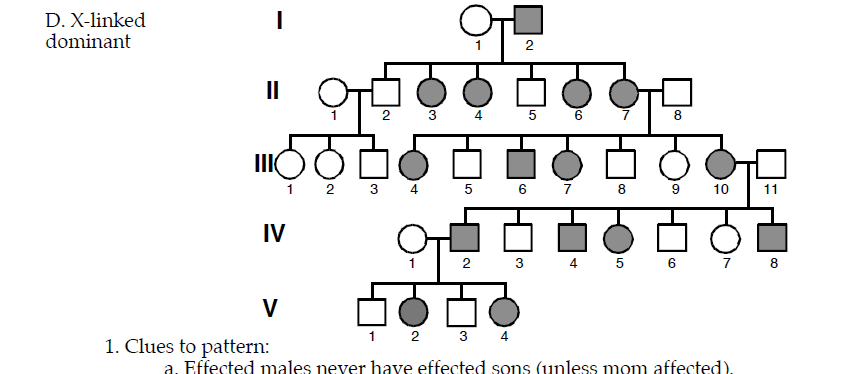 D. X-linked
dominant
I
1 2
II
1 2 3 4 5 6 7 8
III
1 2 3 4 5 6 7 8 9 10 11
IV
1 2 3 4 5 6 7 8
V
1 2 3 4
1. Clues to pattern:
a. Effected males never have effected sons (unless mom affected).